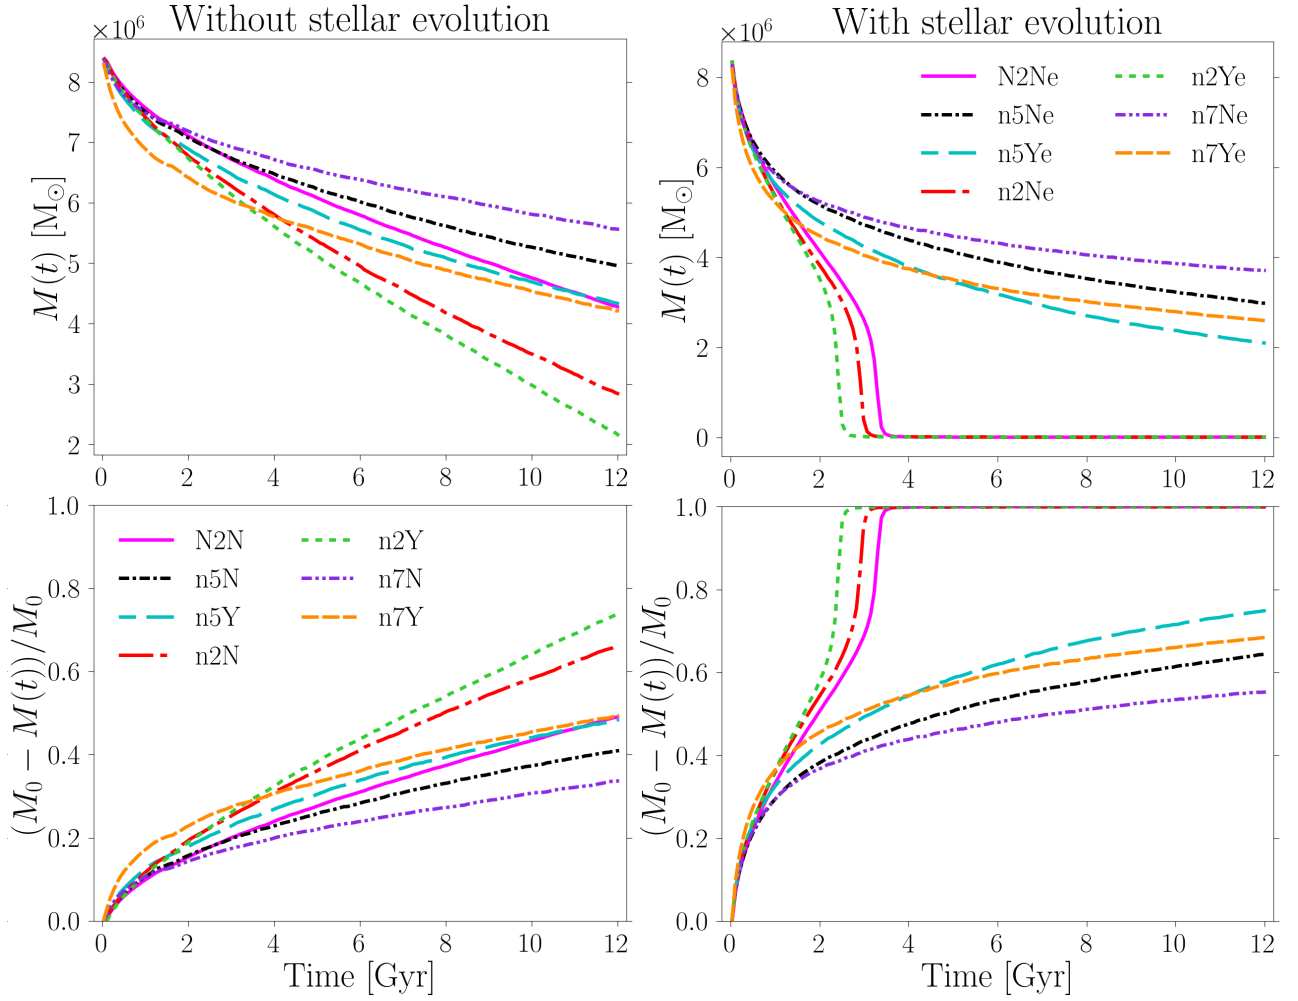 Without stellar evolution
×10⁶
8
7
6
5
4
3
2
M(t) [M⊙]
0 2 4 6 8 10 12
With stellar evolution
×10⁶
8
6
4
2
0
M(t) [M⊙]
N2Ne n2Ye
n5Ne n7Ne
n5Ye n7Ye
n2Ne
0 2 4 6 8 10 12
1.0
0.8
0.6
0.4
0.2
0.0
(M₀ − M(t))/M₀
N2N n2Y
n5N n7N
n5Y n7Y
n2N
0 2 4 6 8 10 12
Time [Gyr]
1.0
0.8
0.6
0.4
0.2
0.0
(M₀ − M(t))/M₀
0 2 4 6 8 10 12
Time [Gyr]